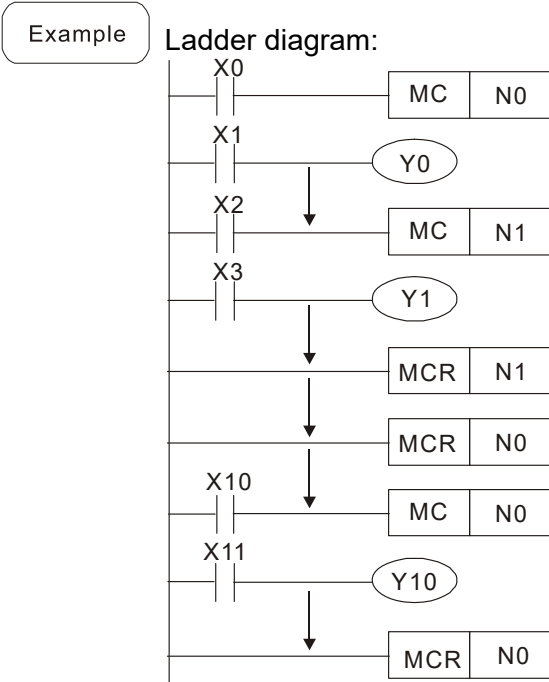 Example
Ladder diagram:
X0
MC N0
X1
Y0
X2
MC N1
X3
Y1
MCR N1
MCR N0
X10
MC N0
X11
Y10
MCR N0